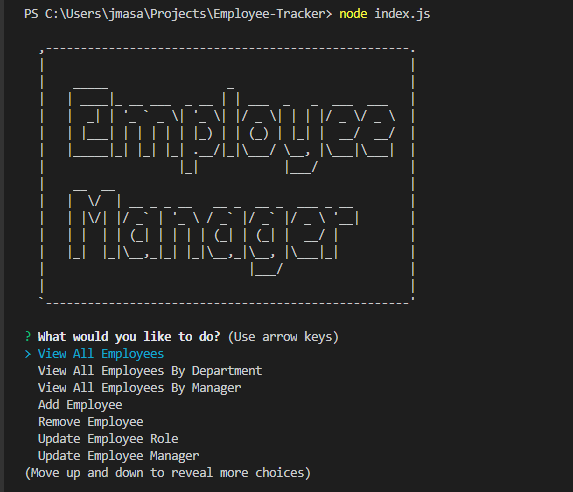 PS C:\Users\jmasa\Projects\Employee-Tracker> node index.js
Employee
Manager
? What would you like to do? (Use arrow keys)
> View All Employees
View All Employees By Department
View All Employees By Manager
Add Employee
Remove Employee
Update Employee Role
Update Employee Manager
(Move up and down to reveal more choices)